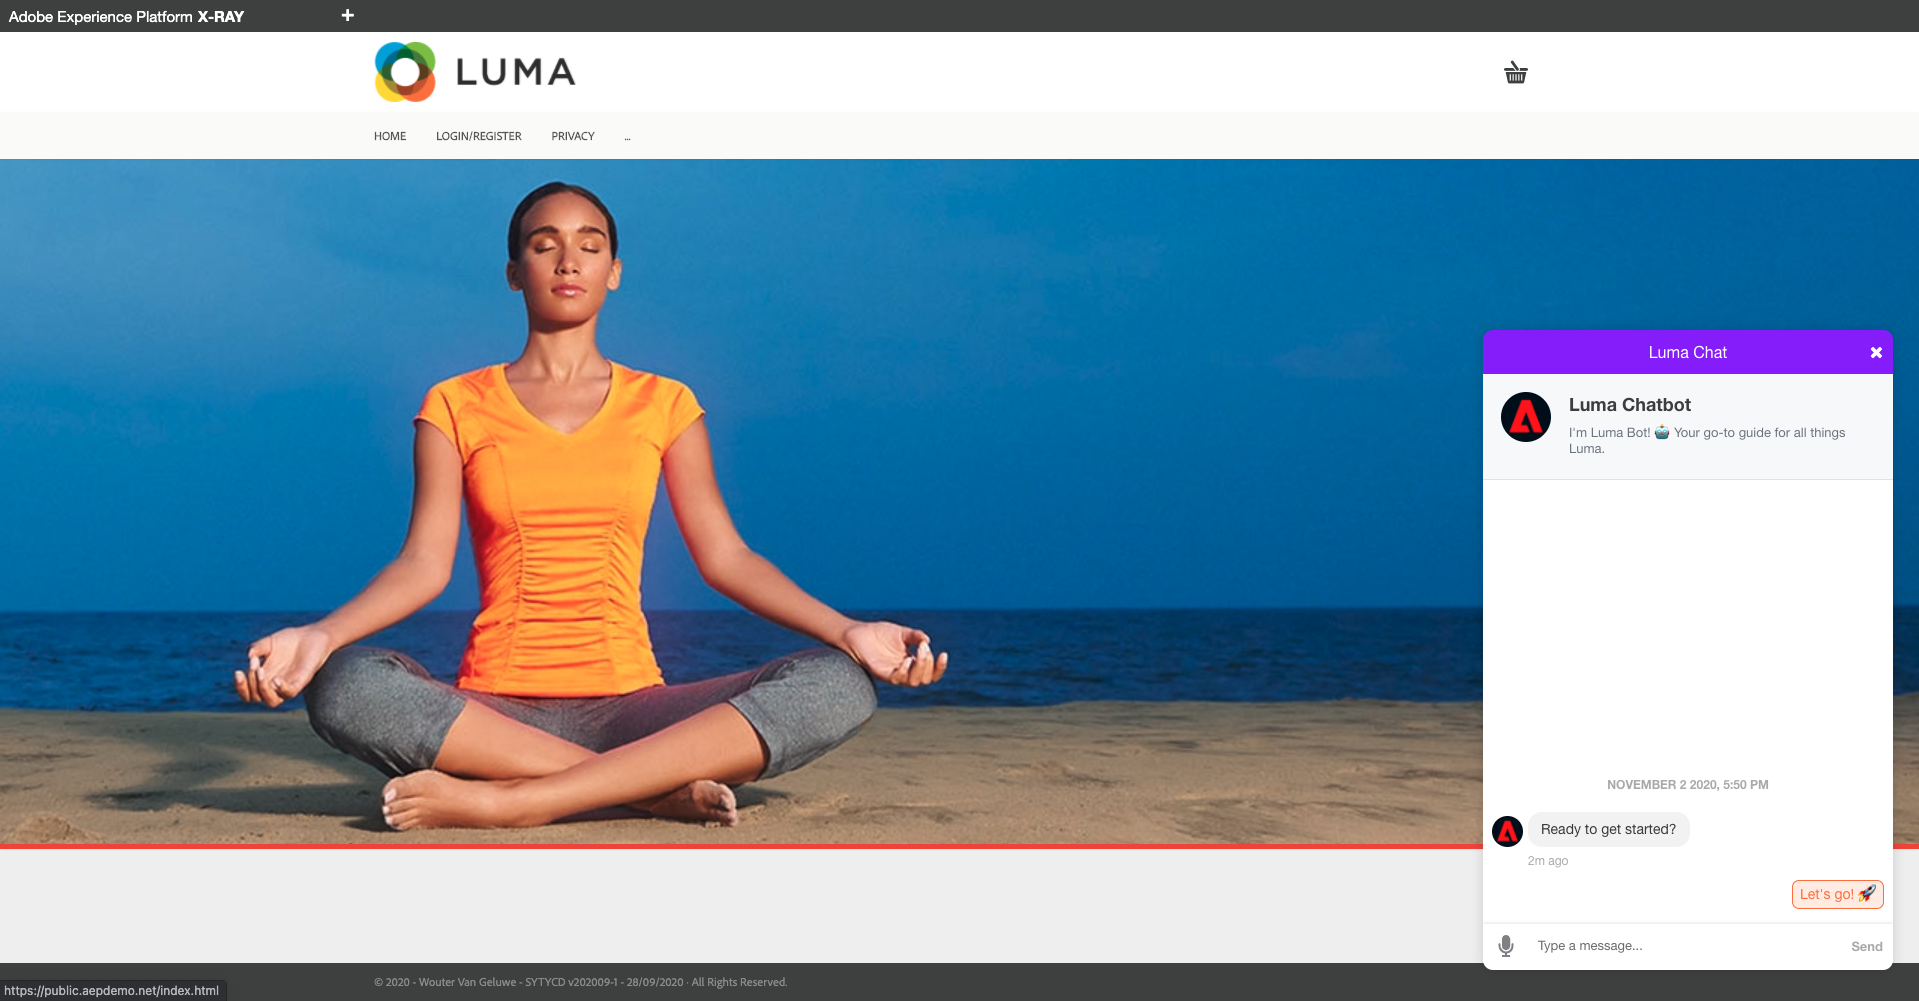 Adobe Experience Platform X-RAY
LUMA
HOME
LOGIN/REGISTER
PRIVACY
...
Luma Chat
Luma Chatbot
I'm Luma Bot! 🤖 Your go-to guide for all things
Luma.
NOVEMBER 2 2020, 5:50 PM
Ready to get started?
2m ago
Let's go! 🚀
Type a message...
Send
© 2020 - Wouter Van Geluwe - SYTYCD v202009-1 - 28/09/2020 · All Rights Reserved.
https://public.aepdemo.net/index.html